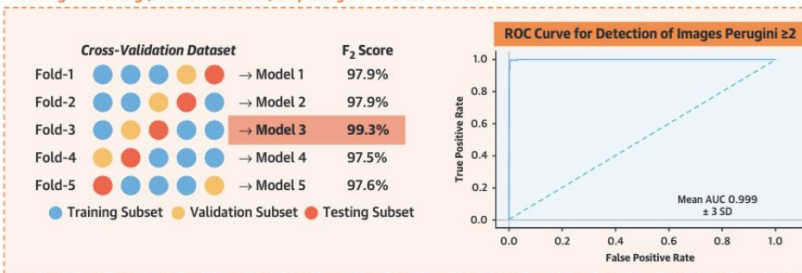 Cross-Validation Dataset
F₂ Score
Fold-1 → Model 1 97.9%
Fold-2 → Model 2 97.9%
Fold-3 → Model 3 99.3%
Fold-4 → Model 4 97.5%
Fold-5 → Model 5 97.6%
Training Subset Validation Subset Testing Subset
ROC Curve for Detection of Images Perugini ≥2
True Positive Rate
1.0
0.8
0.6
0.4
0.2
0.0
Mean AUC 0.999
± 3 SD
0.0 0.2 0.4 0.6 0.8 1.0
False Positive Rate